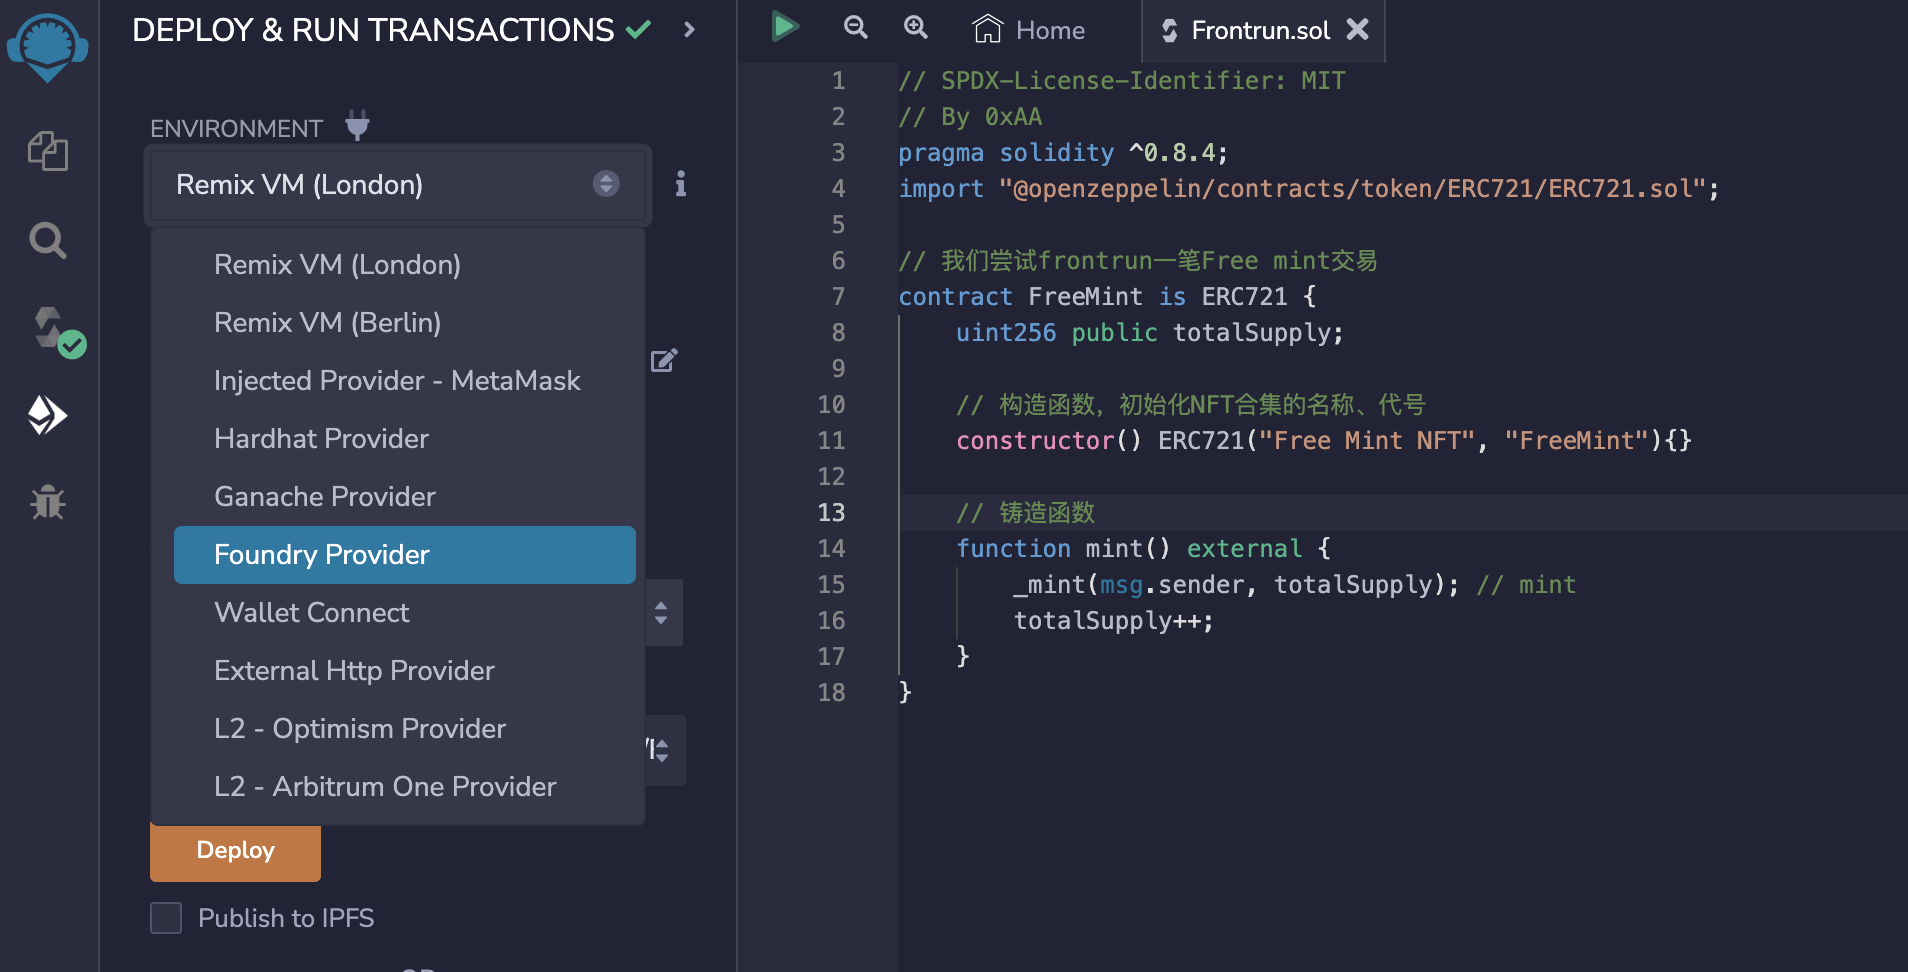 DEPLOY & RUN TRANSACTIONS
ENVIRONMENT
Remix VM (London)
Remix VM (London)
Remix VM (Berlin)
Injected Provider - MetaMask
Hardhat Provider
Ganache Provider
Foundry Provider
Wallet Connect
External Http Provider
L2 - Optimism Provider
L2 - Arbitrum One Provider
Deploy
Publish to IPFS
Home
Frontrun.sol
1 // SPDX-License-Identifier: MIT
2 // By 0xAA
3 pragma solidity ^0.8.4;
4 import "@openzeppelin/contracts/token/ERC721/ERC721.sol";
5
6 // 我们尝试frontrun一笔Free mint交易
7 contract FreeMint is ERC721 {
8 uint256 public totalSupply;
9
10 // 构造函数，初始化NFT合集的名称、代号
11 constructor() ERC721("Free Mint NFT", "FreeMint"){}
12
13 // 铸造函数
14 function mint() external {
15 _mint(msg.sender, totalSupply); // mint
16 totalSupply++;
17 }
18 }